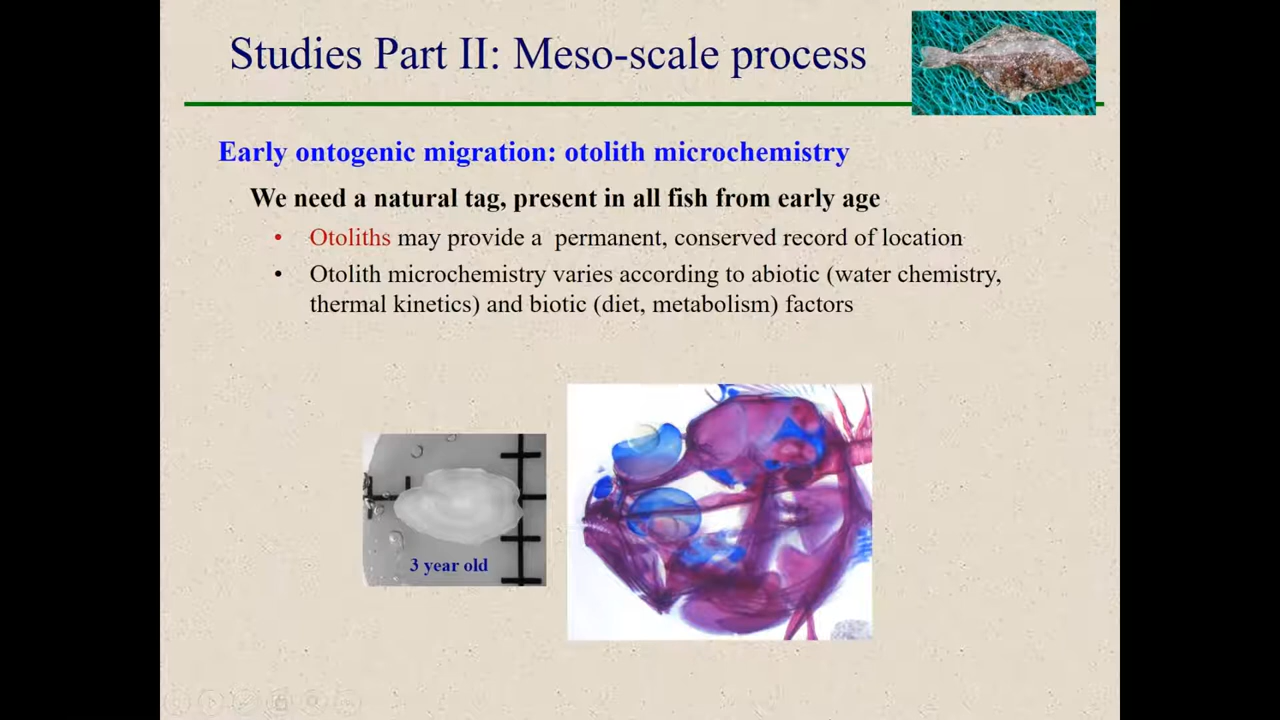 Studies Part II: Meso-scale process
Early ontogenic migration: otolith microchemistry
We need a natural tag, present in all fish from early age
• Otoliths may provide a permanent, conserved record of location
• Otolith microchemistry varies according to abiotic (water chemistry,
thermal kinetics) and biotic (diet, metabolism) factors
3 year old